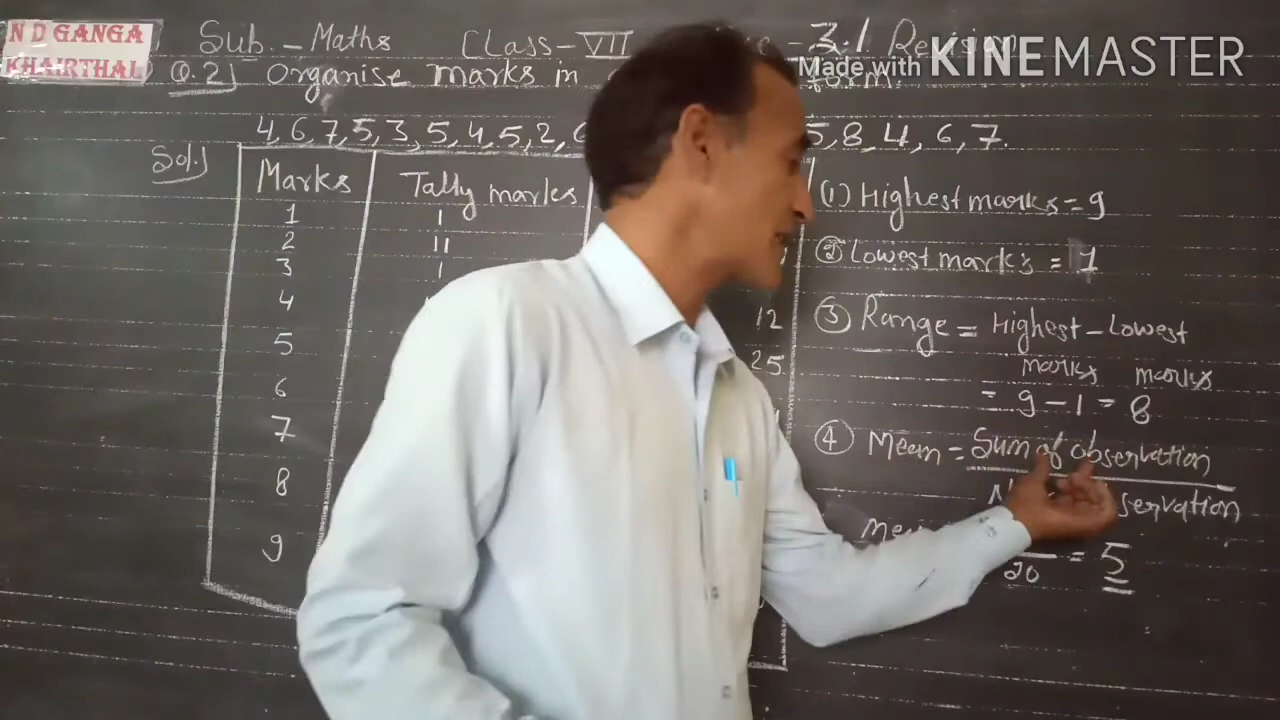 N D GANGA
KHAIRTHAL
Sub. - Maths Class - VII - 3.1 Revision
Made with KINEMASTER
Q.2] Organise marks in form.
4, 6, 7, 5, 3, 5, 4, 5, 2, 6 5, 8, 4, 6, 7.
Sol.]
Marks Tally marks
1 |
2 ||
3 |
4 12
5 25
6
7
8
9
(1) Highest marks = 9
(2) Lowest marks = 1
(3) Range = Highest - Lowest
marks marks
= 9 - 1 = 8
(4) Mean = Sum of observation
servation
20 = 5